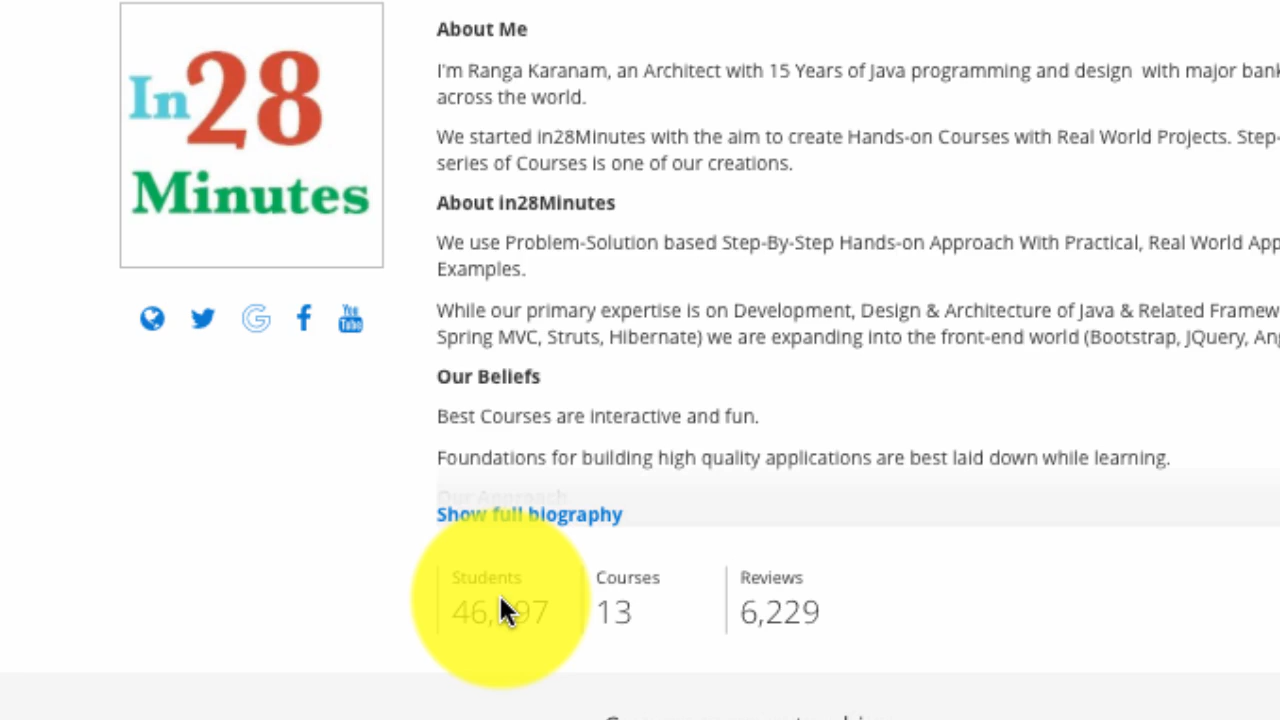 In28
Minutes
About Me
I'm Ranga Karanam, an Architect with 15 Years of Java programming and design with major bank
across the world.
We started in28Minutes with the aim to create Hands-on Courses with Real World Projects. Step-
series of Courses is one of our creations.
About in28Minutes
We use Problem-Solution based Step-By-Step Hands-on Approach With Practical, Real World App
Examples.
While our primary expertise is on Development, Design & Architecture of Java & Related Framew
Spring MVC, Struts, Hibernate) we are expanding into the front-end world (Bootstrap, JQuery, An
Our Beliefs
Best Courses are interactive and fun.
Foundations for building high quality applications are best laid down while learning.
Our Approach
Show full biography
Students
Courses
13
Reviews
6,229
You
Tube